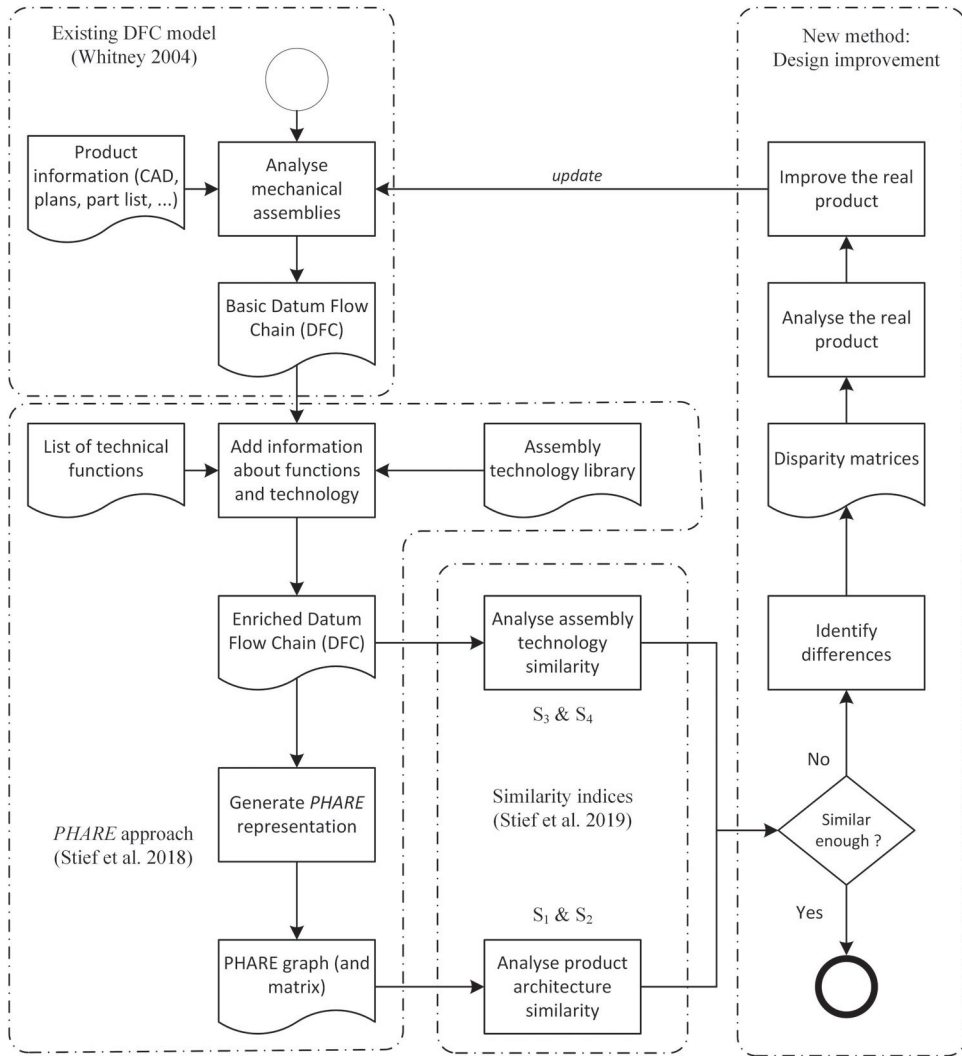 Existing DFC model
(Whitney 2004)
New method:
Design improvement
Product
information (CAD,
plans, part list, ...)
Analyse
mechanical
assemblies
update
Improve the real
product
Basic Datum Flow
Chain (DFC)
Analyse the real
product
List of technical
functions
Add information
about functions
and technology
Assembly
technology library
Disparity matrices
Enriched Datum
Flow Chain (DFC)
Analyse assembly
technology
similarity
Identify
differences
S₃ & S₄
No
Generate PHARE
representation
Similarity indices
(Stief et al. 2019)
Similar
enough ?
PHARE approach
(Stief et al. 2018)
S₁ & S₂
Yes
PHARE graph (and
matrix)
Analyse product
architecture
similarity